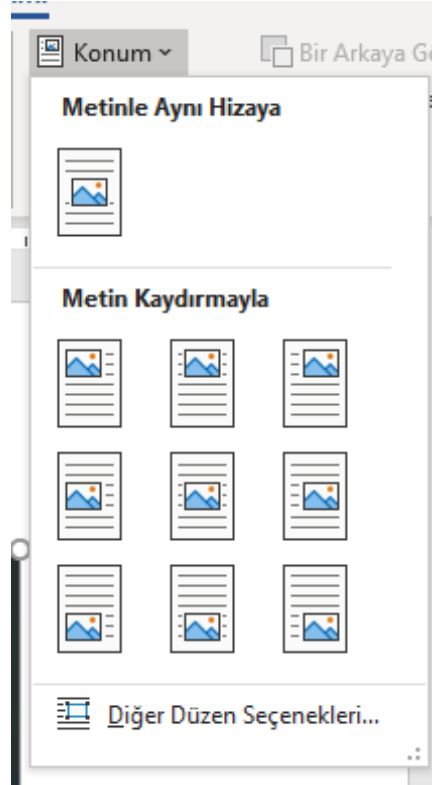 Konum
Bir Arkaya G
Metinle Aynı Hizaya
Metin Kaydırmayla
Diğer Düzen Seçenekleri...